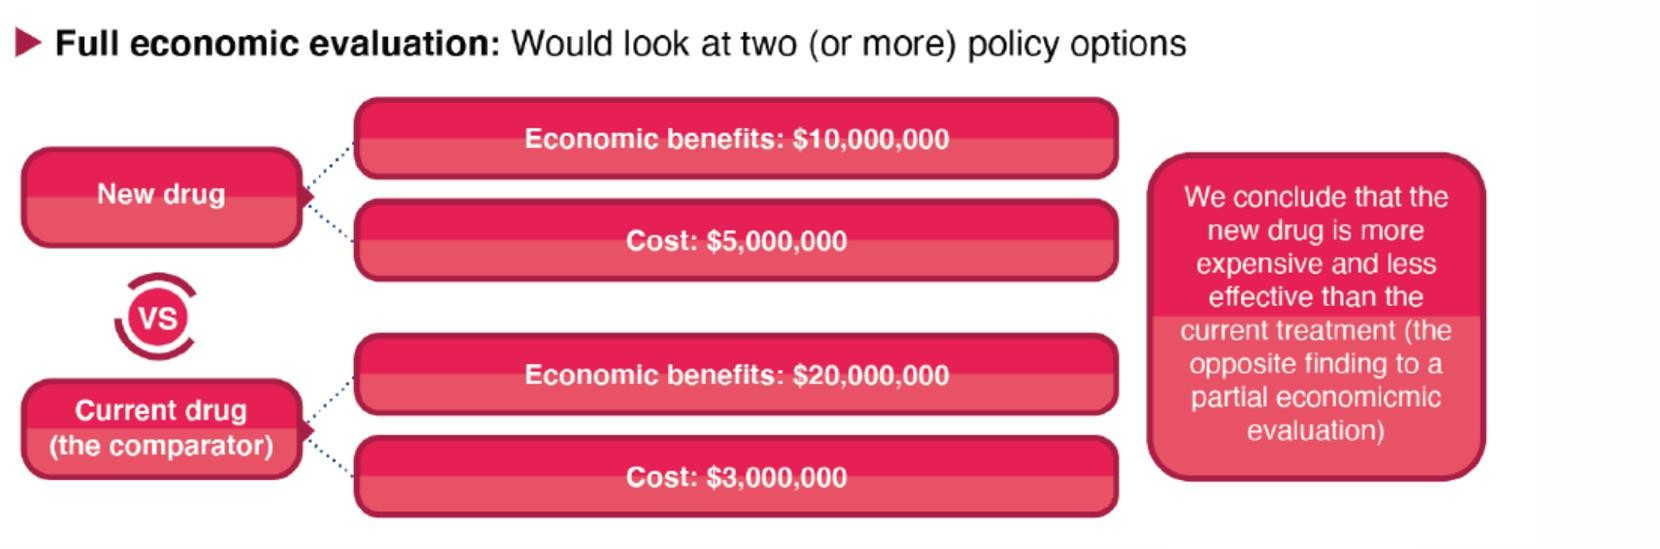 Full economic evaluation: Would look at two (or more) policy options
New drug
Economic benefits: $10,000,000
Cost: $5,000,000
VS
Current drug
(the comparator)
Economic benefits: $20,000,000
Cost: $3,000,000
We conclude that the
new drug is more
expensive and less
effective than the
current treatment (the
opposite finding to a
partial economicmic
evaluation)